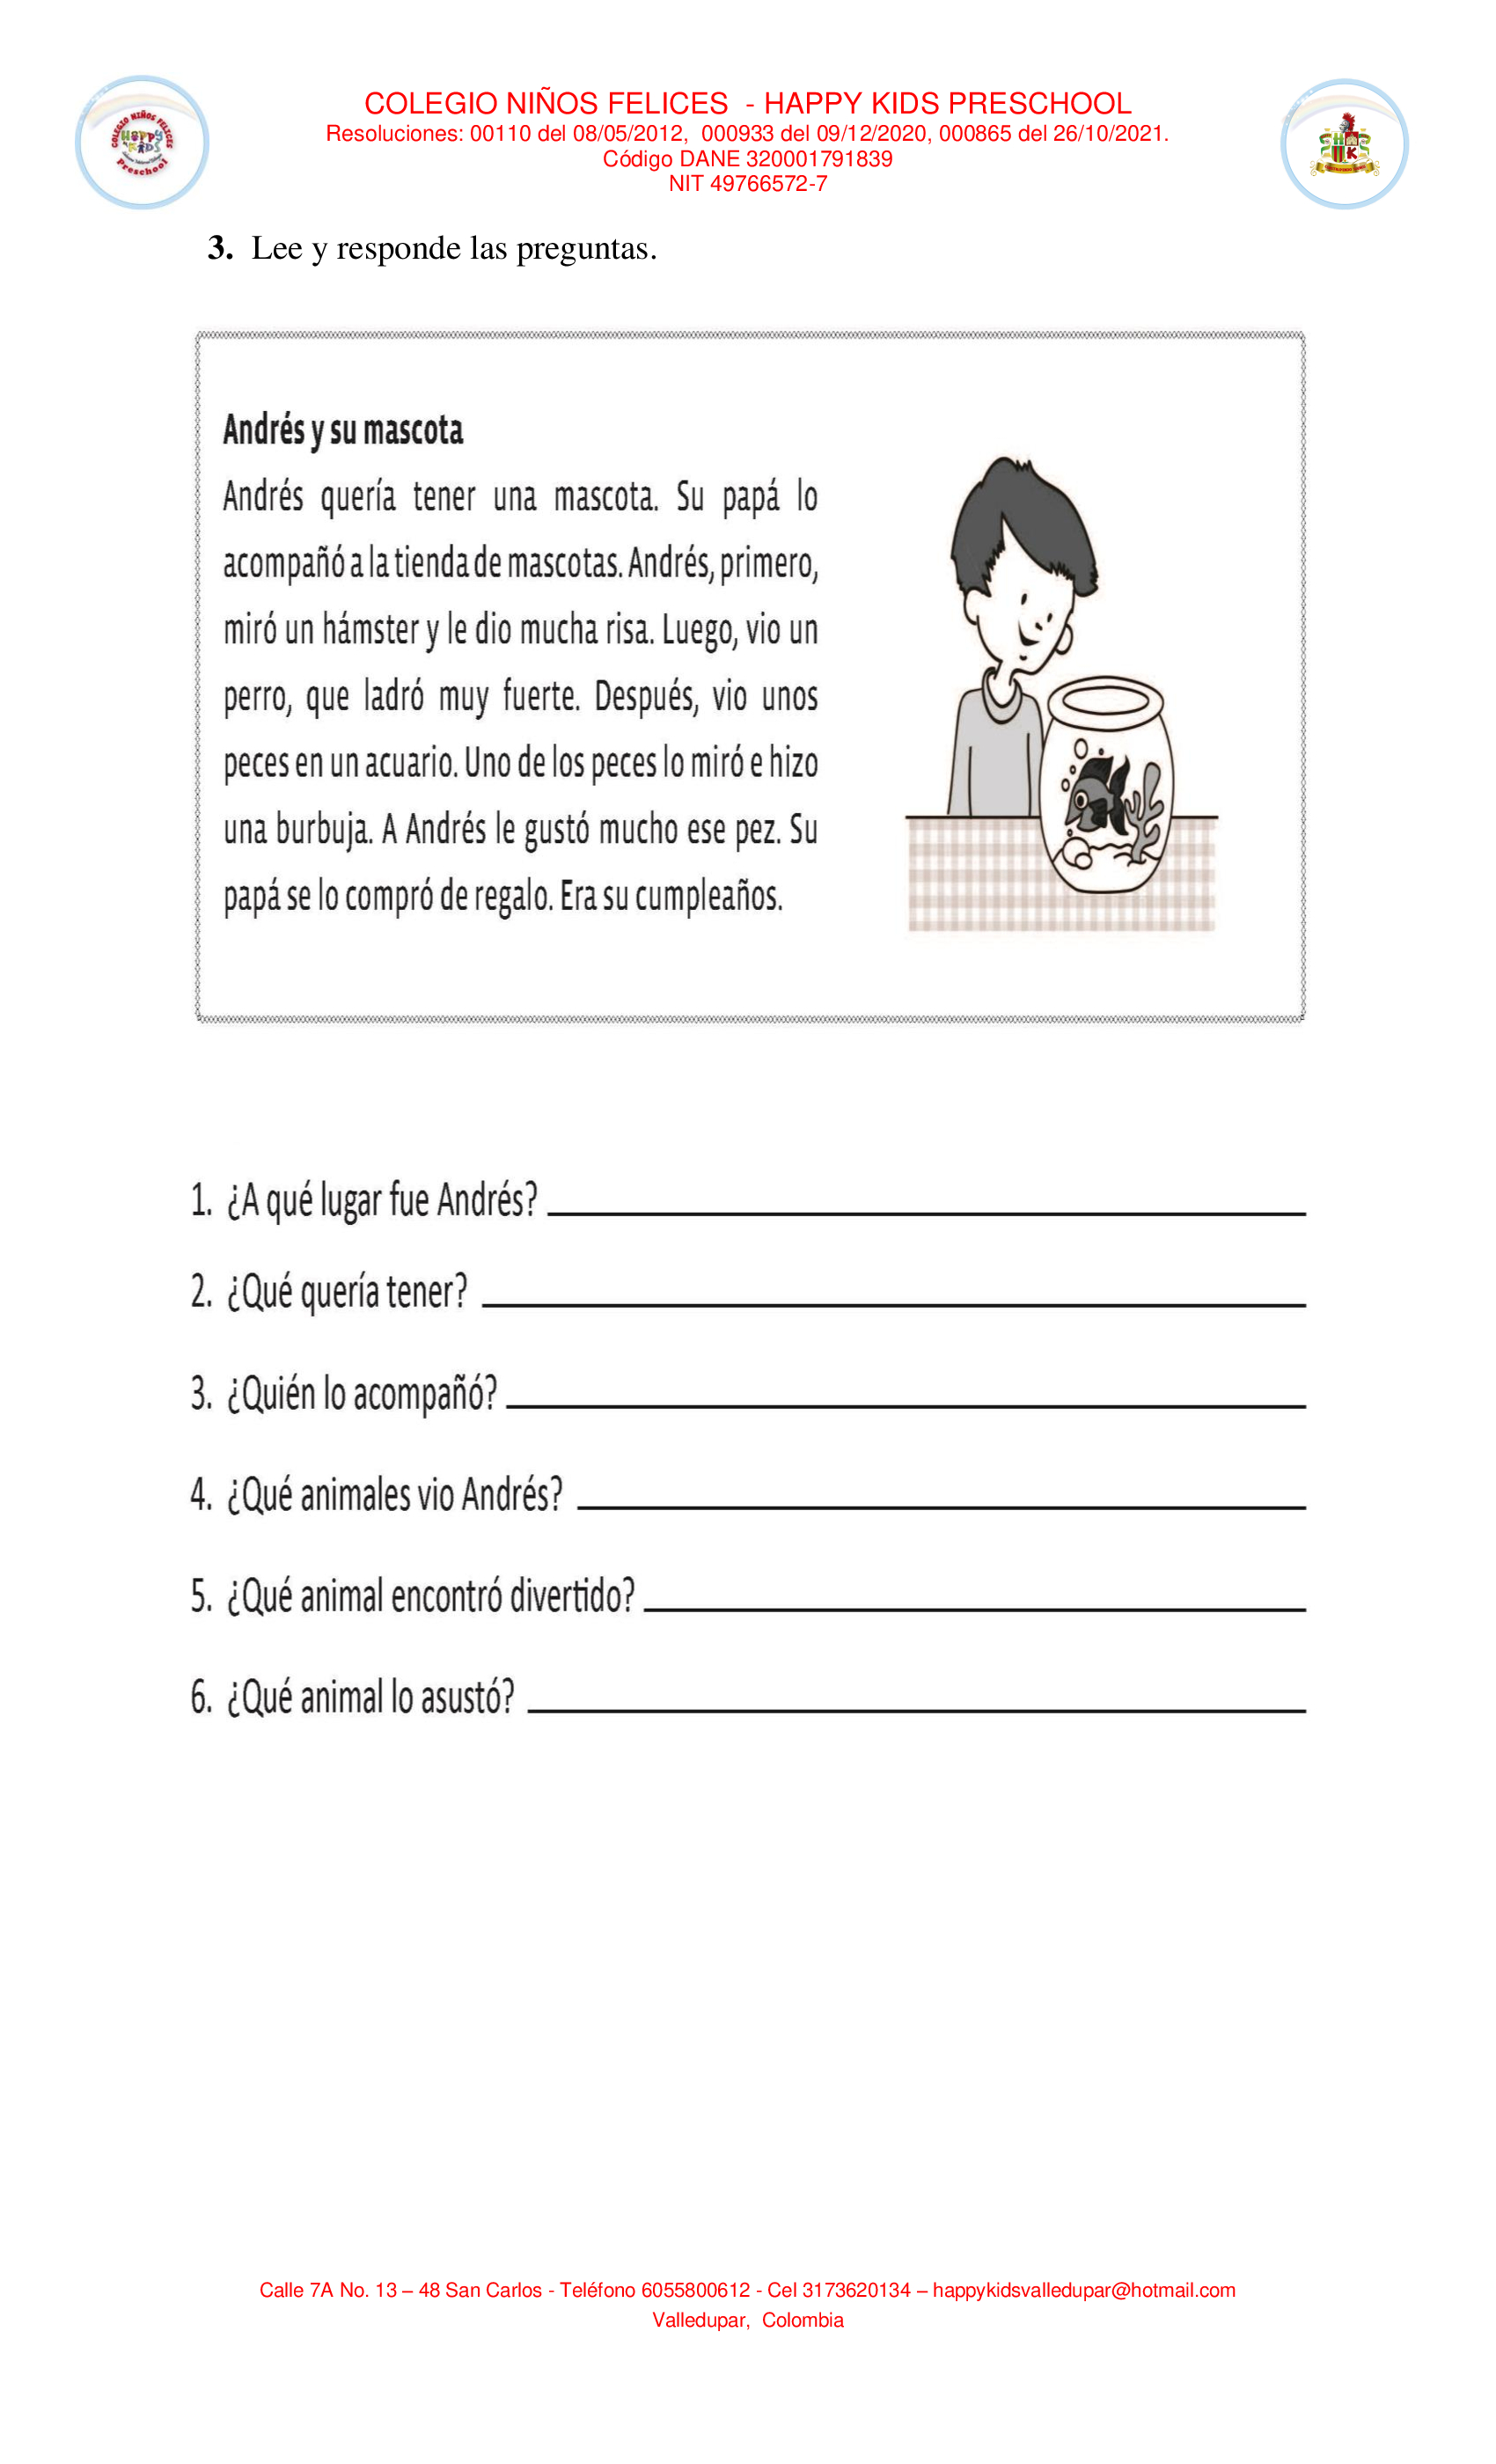 COLEGIO NIÑOS FELICES - HAPPY KIDS PRESCHOOL
Resoluciones: 00110 del 08/05/2012, 000933 del 09/12/2020, 000865 del 26/10/2021.
Código DANE 320001791839
NIT 49766572-7
COLEGIO NIÑOS FELICES
HAPPY
KIDS
Preschool
3. Lee y responde las preguntas.
Andrés y su mascota
Andrés quería tener una mascota. Su papá lo
acompañó a la tienda de mascotas. Andrés, primero,
miró un hámster y le dio mucha risa. Luego, vio un
perro, que ladró muy fuerte. Después, vio unos
peces en un acuario. Uno de los peces lo miró e hizo
una burbuja. A Andrés le gustó mucho ese pez. Su
papá se lo compró de regalo. Era su cumpleaños.
1. ¿A qué lugar fue Andrés?
2. ¿Qué quería tener?
3. ¿Quién lo acompañó?
4. ¿Qué animales vio Andrés?
5. ¿Qué animal encontró divertido?
6. ¿Qué animal lo asustó?
Calle 7A No. 13 – 48 San Carlos - Teléfono 6055800612 - Cel 3173620134 – happykidsvalledupar@hotmail.com
Valledupar, Colombia